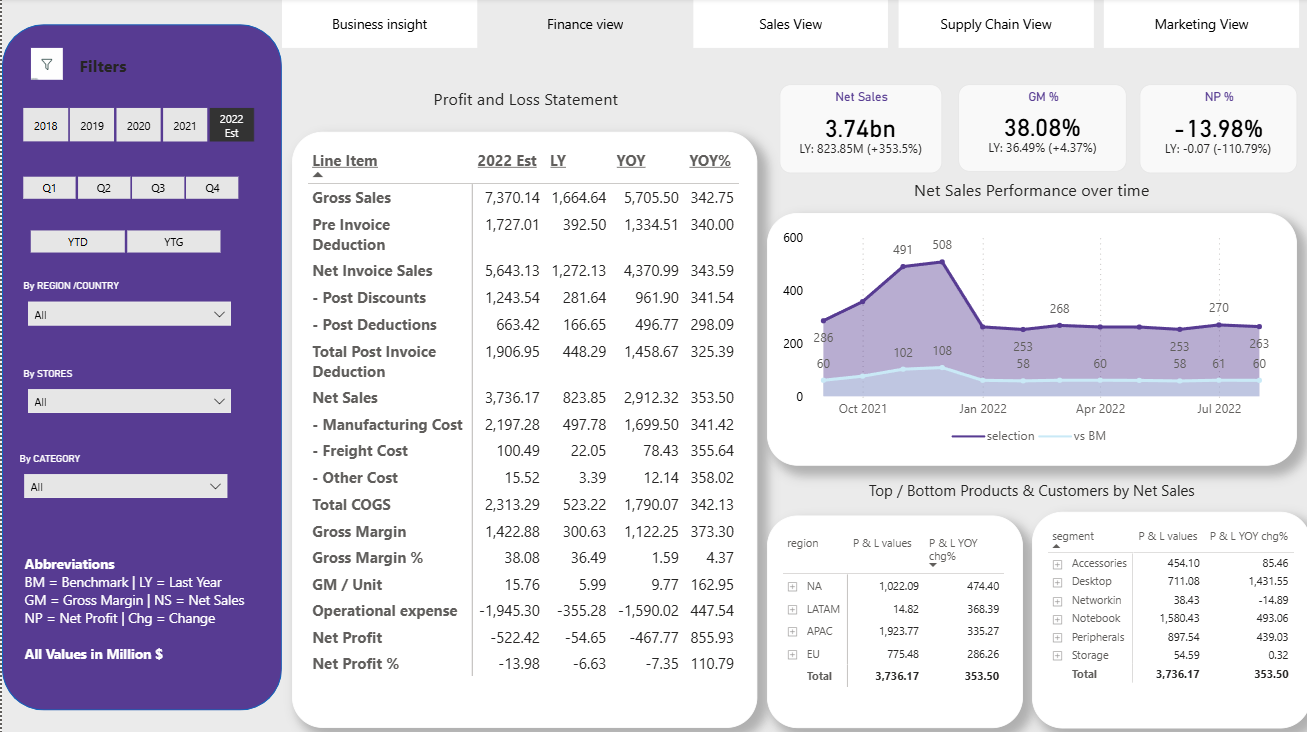 Business insight
Finance view
Sales View
Supply Chain View
Marketing View
Filters
2018 2019 2020 2021 2022 Est
Q1 Q2 Q3 Q4
YTD YTG
By REGION /COUNTRY
All
By STORES
All
By CATEGORY
All
Abbreviations
BM = Benchmark | LY = Last Year
GM = Gross Margin | NS = Net Sales
NP = Net Profit | Chg = Change
All Values in Million $
Profit and Loss Statement
Line Item 2022 Est LY YOY YOY%
Gross Sales 7,370.14 1,664.64 5,705.50 342.75
Pre Invoice Deduction 1,727.01 392.50 1,334.51 340.00
Net Invoice Sales 5,643.13 1,272.13 4,370.99 343.59
- Post Discounts 1,243.54 281.64 961.90 341.54
- Post Deductions 663.42 166.65 496.77 298.09
Total Post Invoice Deduction 1,906.95 448.29 1,458.67 325.39
Net Sales 3,736.17 823.85 2,912.32 353.50
- Manufacturing Cost 2,197.28 497.78 1,699.50 341.42
- Freight Cost 100.49 22.05 78.43 355.64
- Other Cost 15.52 3.39 12.14 358.02
Total COGS 2,313.29 523.22 1,790.07 342.13
Gross Margin 1,422.88 300.63 1,122.25 373.30
Gross Margin % 38.08 36.49 1.59 4.37
GM / Unit 15.76 5.99 9.77 162.95
Operational expense -1,945.30 -355.28 -1,590.02 447.54
Net Profit -522.42 -54.65 -467.77 855.93
Net Profit % -13.98 -6.63 -7.35 110.79
Net Sales
3.74bn
LY: 823.85M (+353.5%)
GM %
38.08%
LY: 36.49% (+4.37%)
NP %
-13.98%
LY: -0.07 (-110.79%)
Net Sales Performance over time
600
400
200
0
286 491 508 253 268 253 270 263
60 102 108 58 60 58 61 60
Oct 2021 Jan 2022 Apr 2022 Jul 2022
selection vs BM
Top / Bottom Products & Customers by Net Sales
region P & L values P & L YOY chg%
NA 1,022.09 474.40
LATAM 14.82 368.39
APAC 1,923.77 335.27
EU 775.48 286.26
Total 3,736.17 353.50
segment P & L values P & L YOY chg%
Accessories 454.10 85.46
Desktop 711.08 1,431.55
Networkin 38.43 -14.89
Notebook 1,580.43 493.06
Peripherals 897.54 439.03
Storage 54.59 0.32
Total 3,736.17 353.50